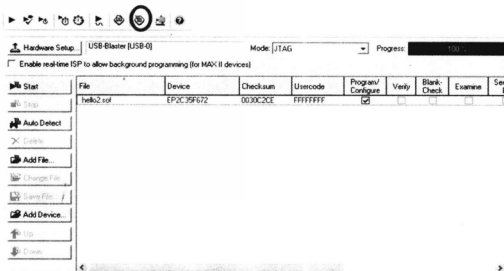 Hardware Setup... USB-Blaster [USB-0] Mode: JTAG Progress: 100 %
Enable real-time ISP to allow background programming (for MAX II devices)
File Device Checksum Usercode Program/ Configure Verify Blank- Check Examine
hello2.sof EP2C35F672 0030C2CE FFFFFFFF
Start
Stop
Auto Detect
Delete
Add File...
Change File
Save File
Add Device...
Up
Down